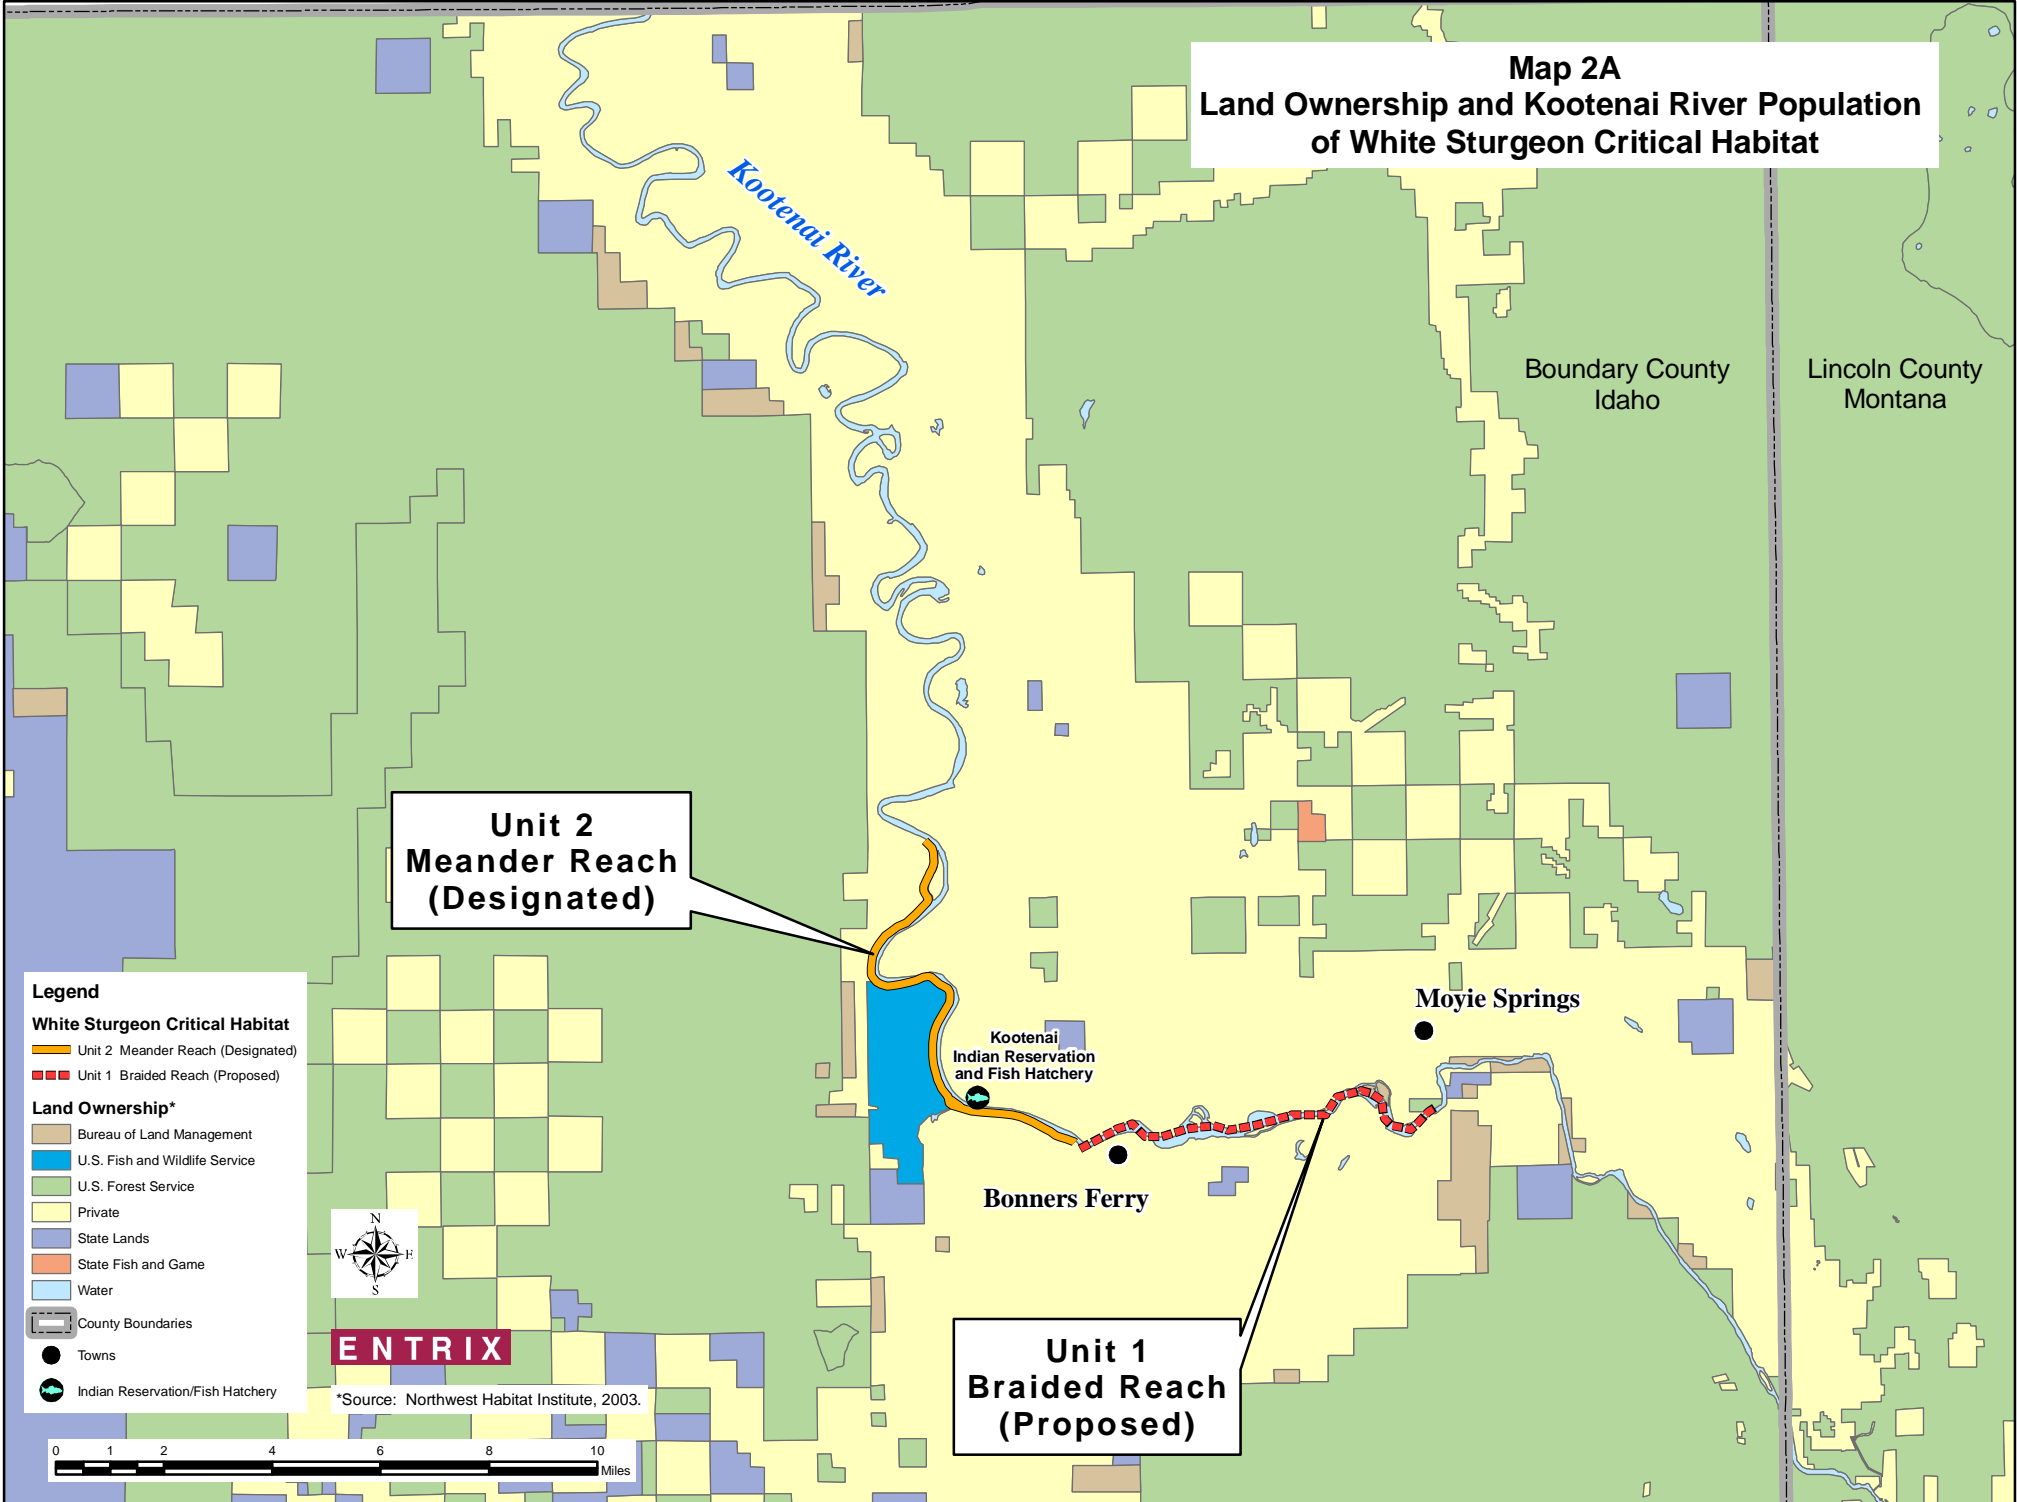 Map 2A
Land Ownership and Kootenai River Population
of White Sturgeon Critical Habitat
Kootenai River
Boundary County
Idaho
Lincoln County
Montana
Unit 2
Meander Reach
(Designated)
Moyie Springs
Kootenai
Indian Reservation
and Fish Hatchery
Bonners Ferry
Unit 1
Braided Reach
(Proposed)
Legend
White Sturgeon Critical Habitat
Unit 2 Meander Reach (Designated)
Unit 1 Braided Reach (Proposed)
Land Ownership*
Bureau of Land Management
U.S. Fish and Wildlife Service
U.S. Forest Service
Private
State Lands
State Fish and Game
Water
County Boundaries
Towns
Indian Reservation/Fish Hatchery
N
W E
S
ENTRIX
*Source: Northwest Habitat Institute, 2003.
0 1 2 4 6 8 10
Miles